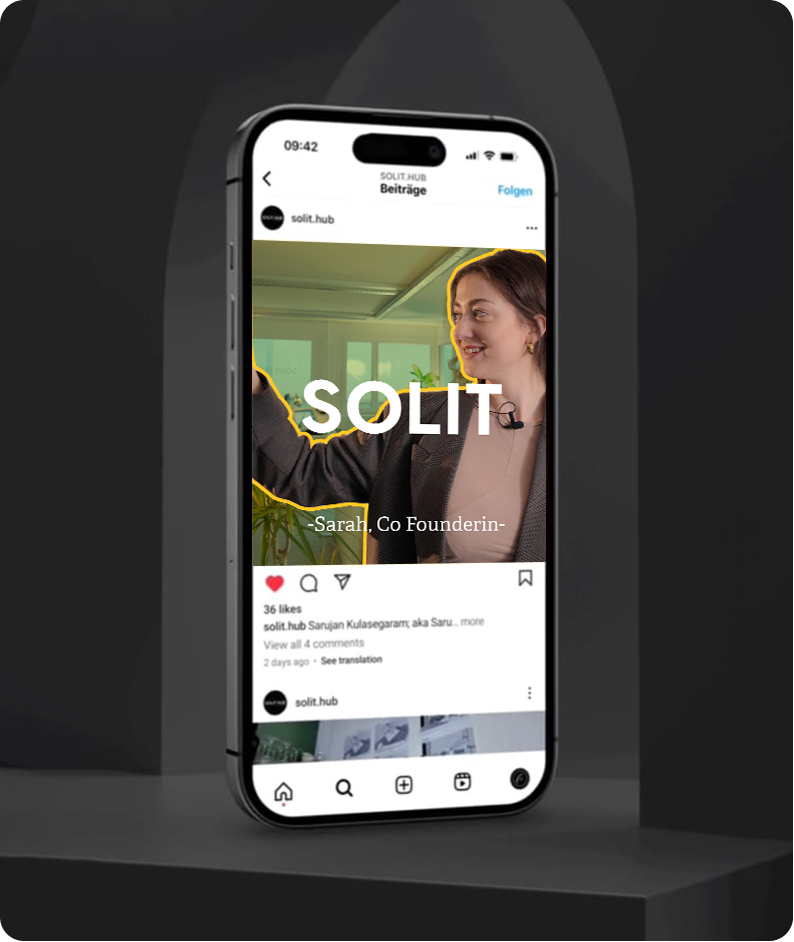 09:42
SOLIT.HUB
Beiträge
Folgen
solit.hub
SOLIT
-Sarah, Co Founderin-
36 likes
solit.hub Sarujan Kulasegaram; aka Saru... more
View all 4 comments
2 days ago • See translation
solit.hub